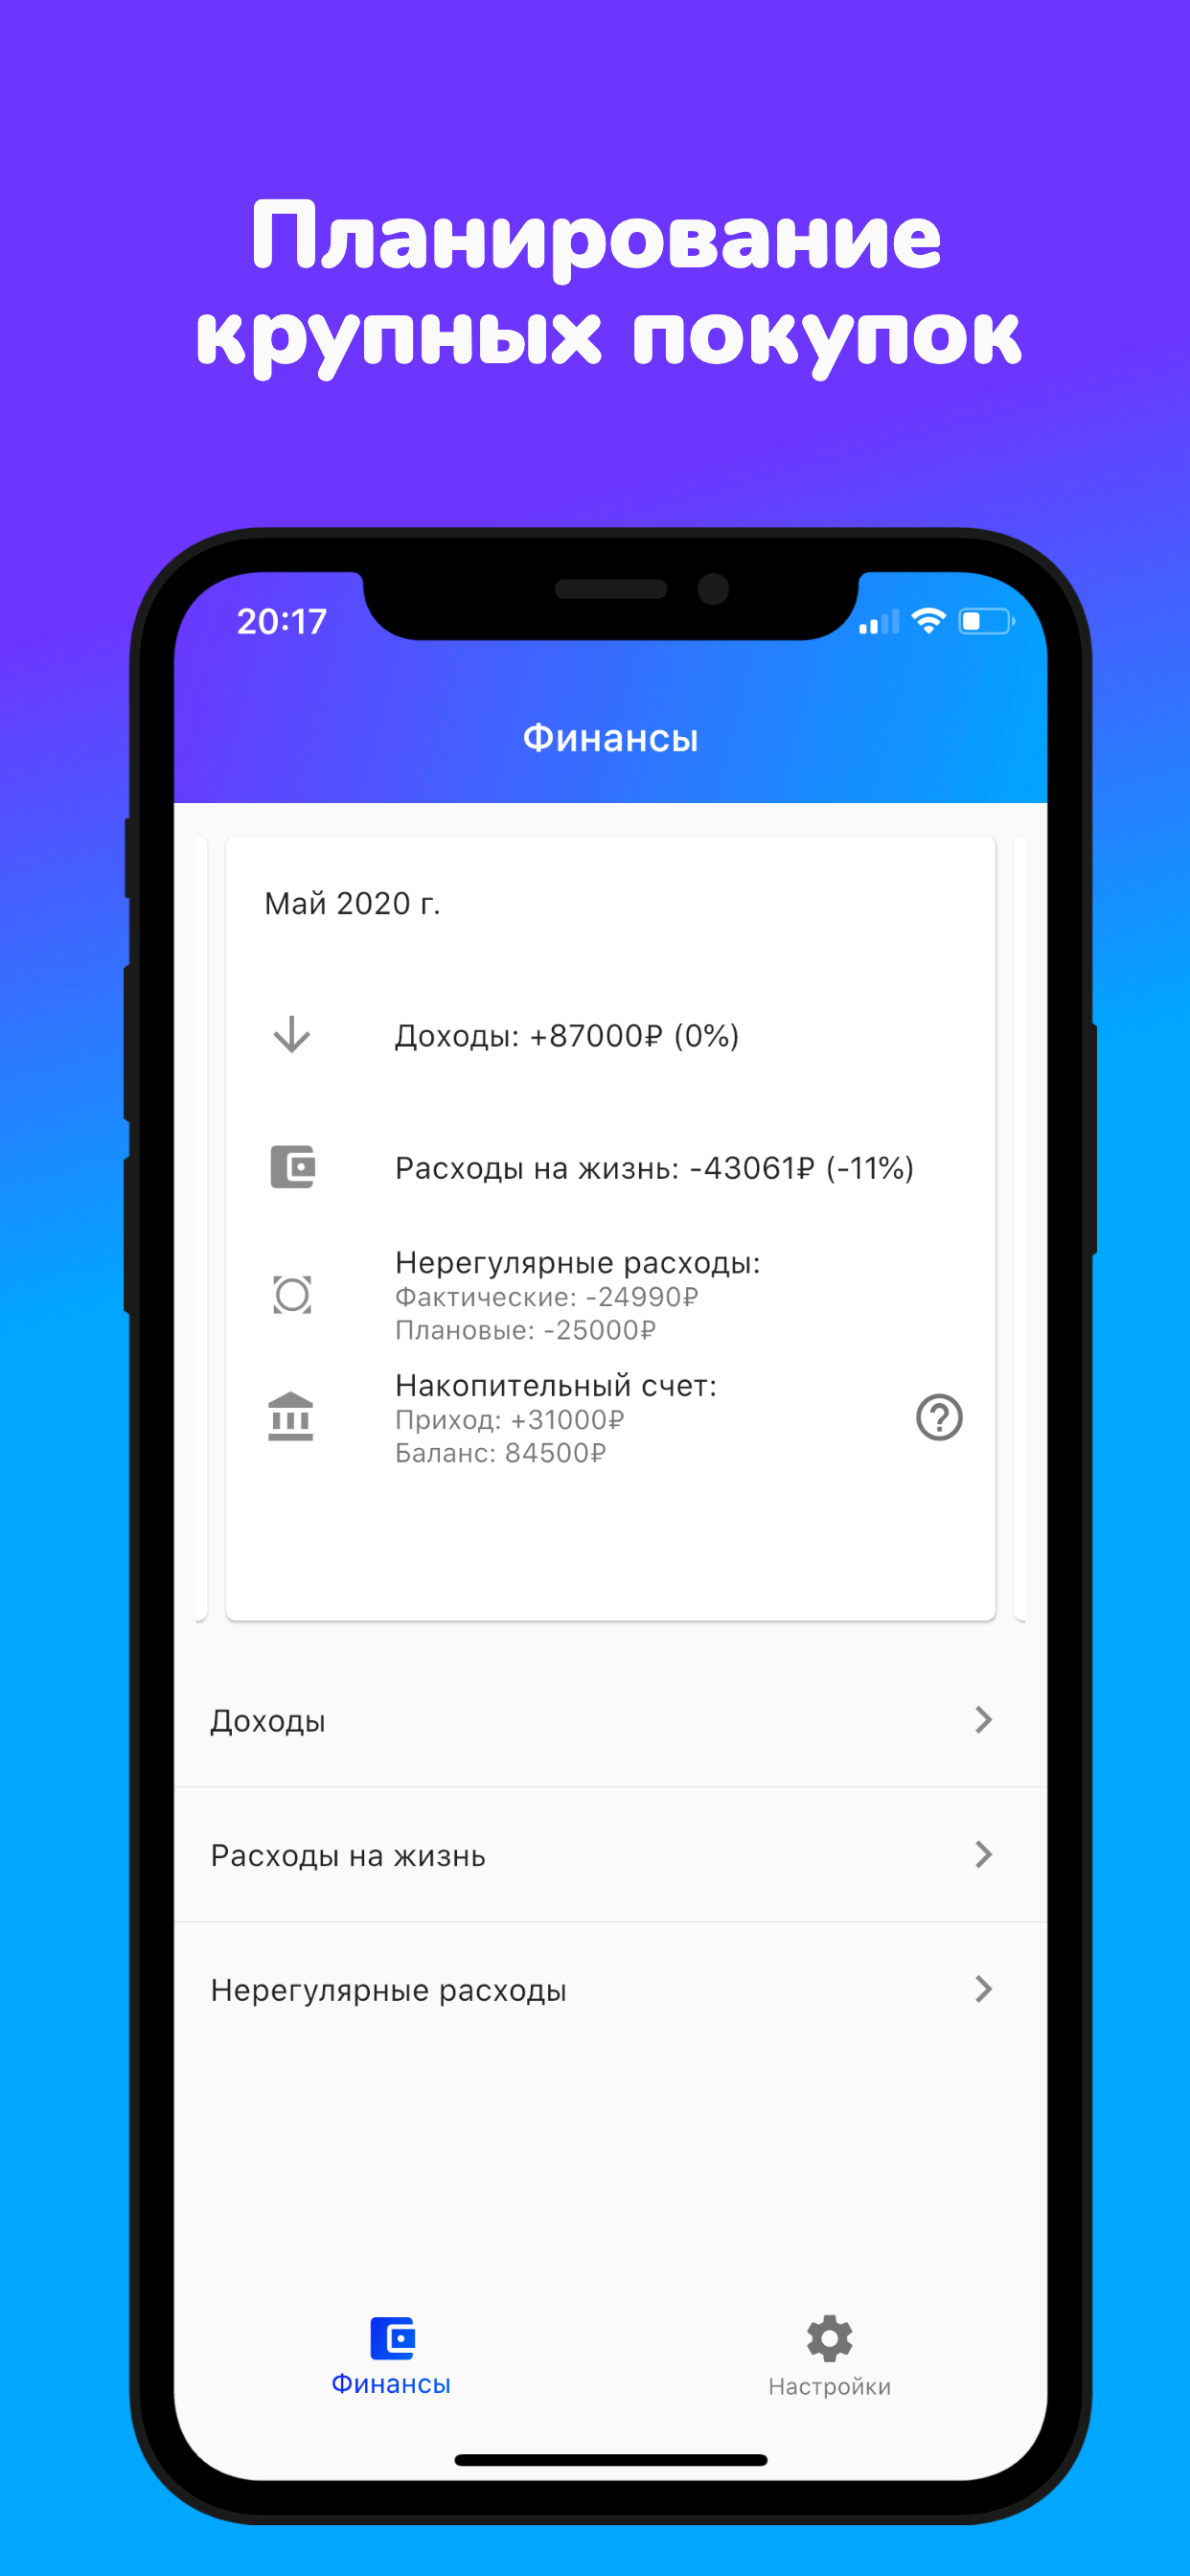 Планирование
крупных покупок
20:17
Финансы
Май 2020 г.
Доходы: +87000₽ (0%)
Расходы на жизнь: -43061₽ (-11%)
Нерегулярные расходы:
Фактические: -24990₽
Плановые: -25000₽
Накопительный счет:
Приход: +31000₽
Баланс: 84500₽
Доходы
Расходы на жизнь
Нерегулярные расходы
Финансы
Настройки